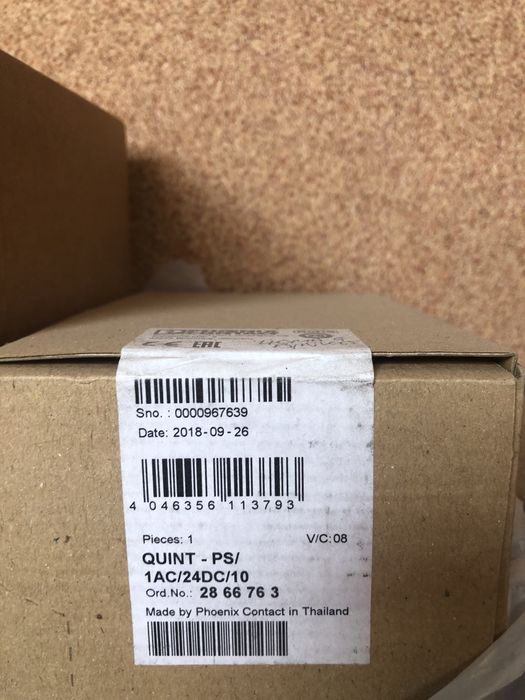 EAC
Sno. : 0000967639
Date: 2018-09-26
4 046356 113793
Pieces: 1 V/C: 08
QUINT - PS/
1AC/24DC/10
Ord.No.: 28 66 76 3
Made by Phoenix Contact in Thailand